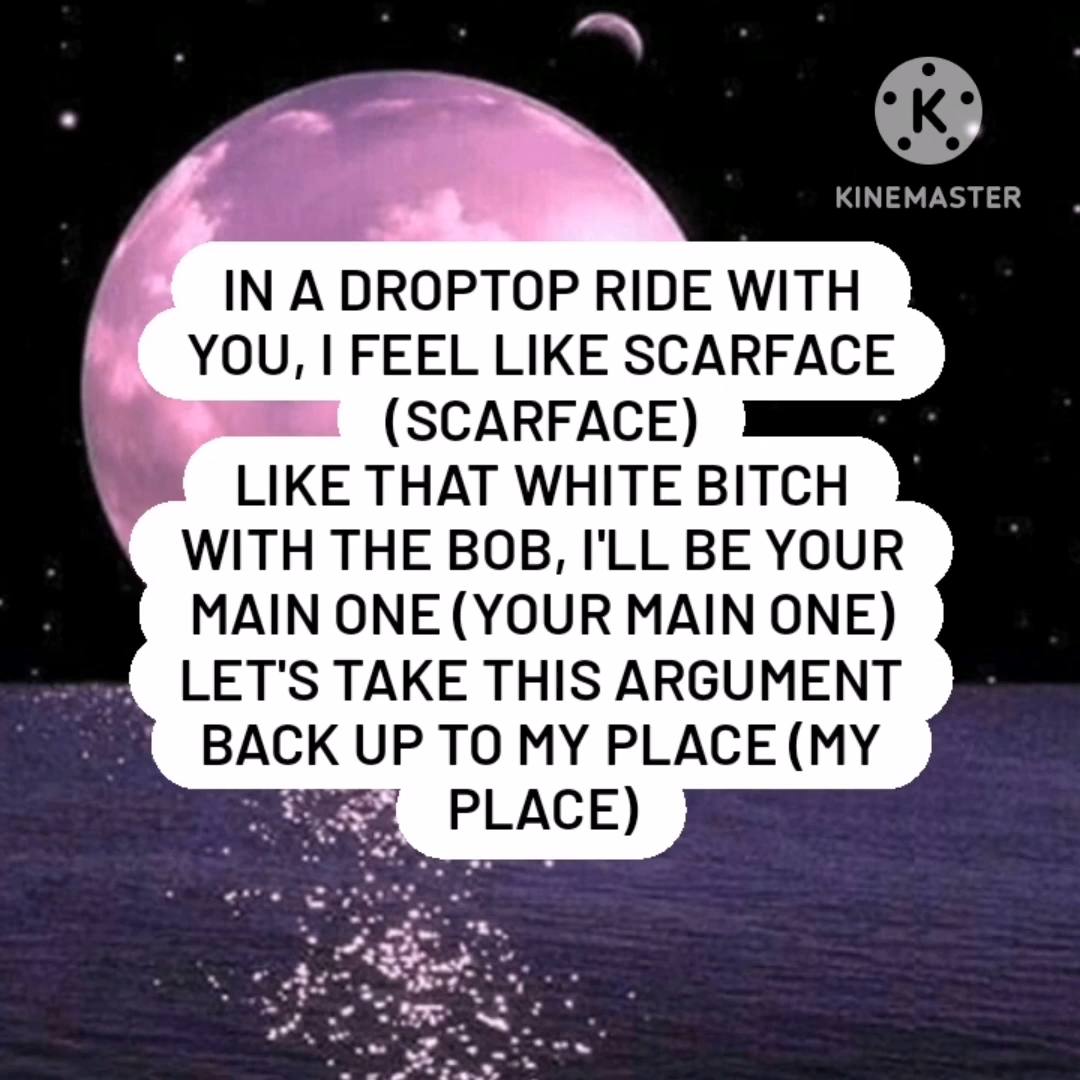 K
KINEMASTER
IN A DROPTOP RIDE WITH
YOU, I FEEL LIKE SCARFACE
(SCARFACE)
LIKE THAT WHITE BITCH
WITH THE BOB, I'LL BE YOUR
MAIN ONE (YOUR MAIN ONE)
LET'S TAKE THIS ARGUMENT
BACK UP TO MY PLACE (MY
PLACE)